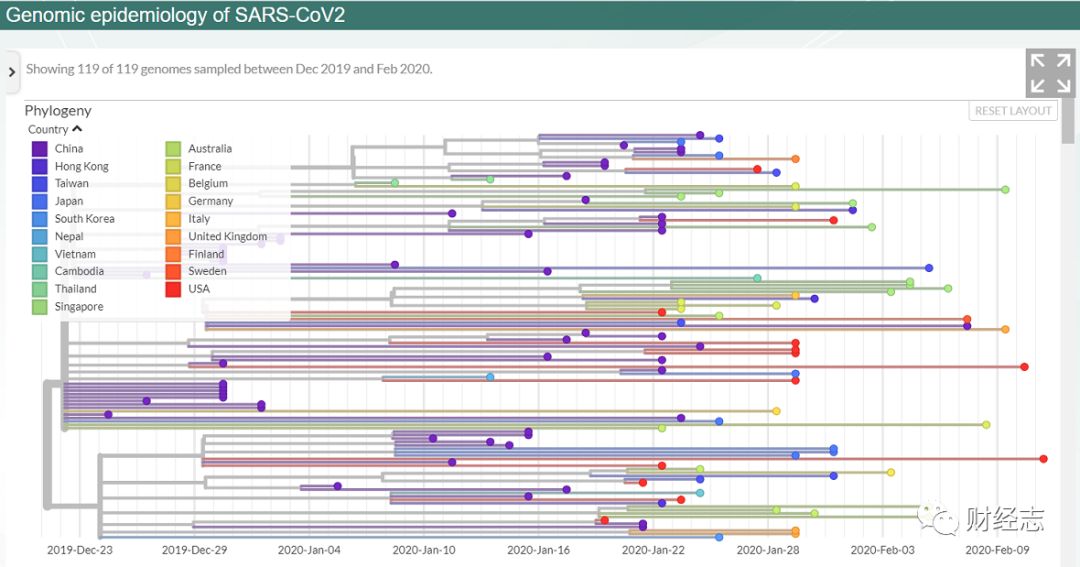 Genomic epidemiology of SARS-CoV2
Showing 119 of 119 genomes sampled between Dec 2019 and Feb 2020.
Phylogeny
RESET LAYOUT
Country
China
Hong Kong
Taiwan
Japan
South Korea
Nepal
Vietnam
Cambodia
Thailand
Singapore
Australia
France
Belgium
Germany
Italy
United Kingdom
Finland
Sweden
USA
财经志
2019-Dec-23 2019-Dec-29 2020-Jan-04 2020-Jan-10 2020-Jan-16 2020-Jan-22 2020-Jan-28 2020-Feb-03 2020-Feb-09